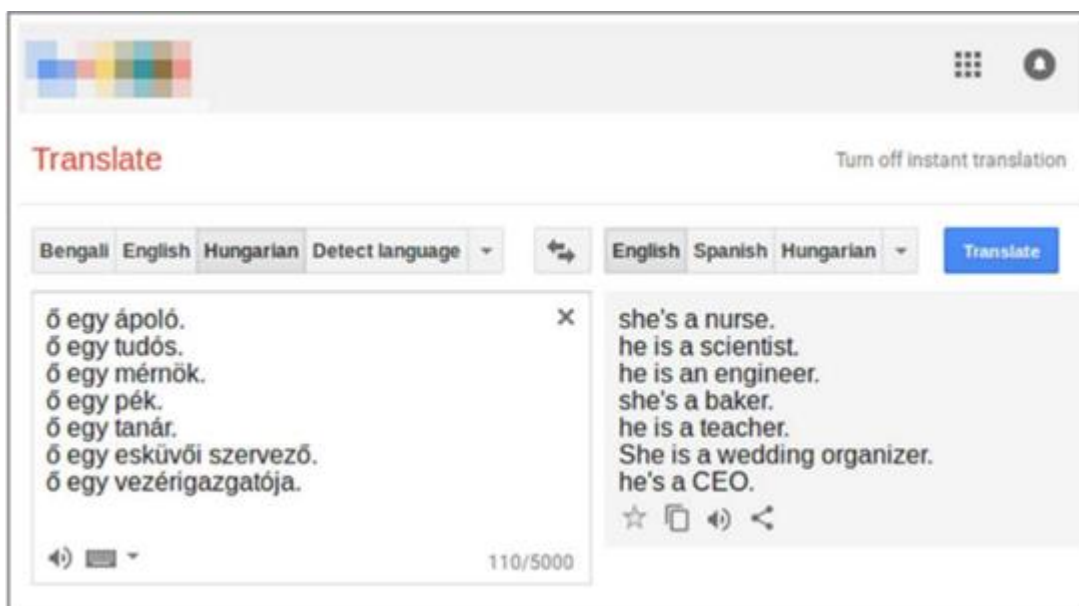 Translate
Turn off instant translation
Bengali English Hungarian Detect language
English Spanish Hungarian
Translate
ő egy ápoló.
ő egy tudós.
ő egy mérnök.
ő egy pék.
ő egy tanár.
ő egy esküvői szervező.
ő egy vezérigazgatója.
110/5000
she's a nurse.
he is a scientist.
he is an engineer.
she's a baker.
he is a teacher.
She is a wedding organizer.
he's a CEO.